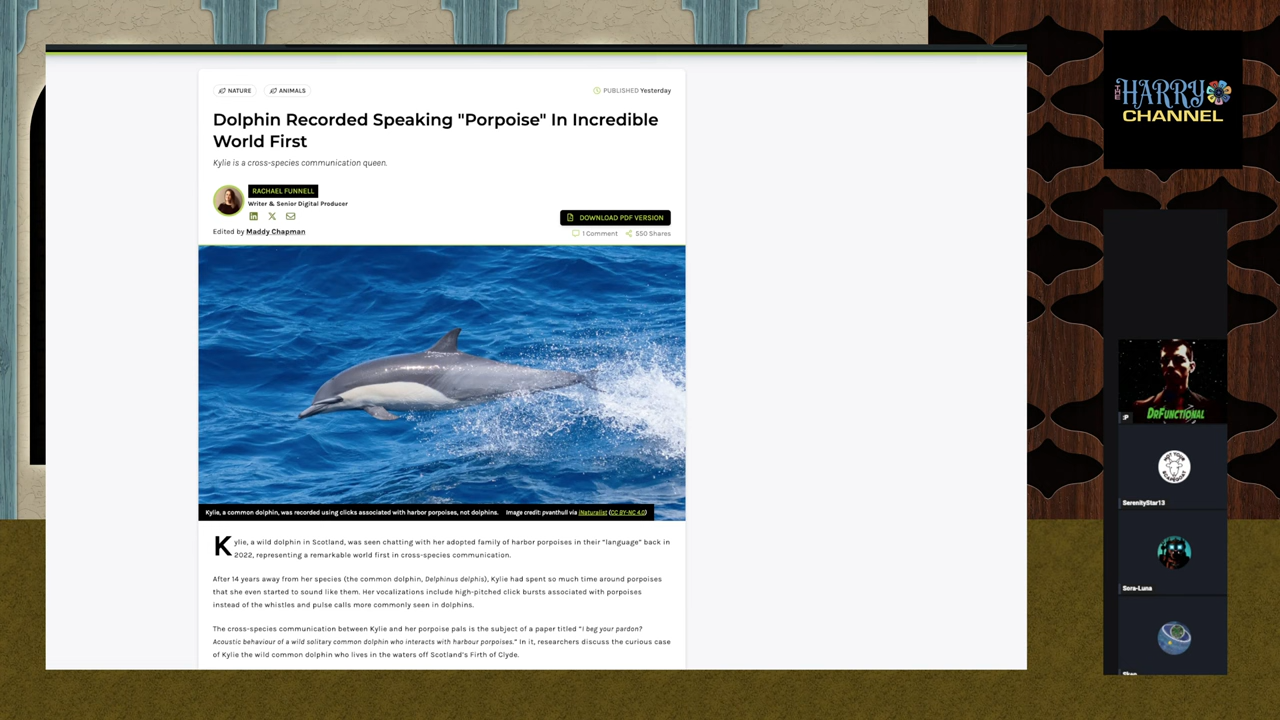 NATURE
ANIMALS
PUBLISHED Yesterday
Dolphin Recorded Speaking "Porpoise" In Incredible
World First
Kylie is a cross-species communication queen.
RACHAEL FUNNELL
Writer & Senior Digital Producer
Edited by Maddy Chapman
DOWNLOAD PDF VERSION
1 Comment
550 Shares
Kylie, a common dolphin, was recorded using clicks associated with harbor porpoises, not dolphins. Image credit: pvanthull via iNaturalist (CC BY-NC 4.0)
Kylie, a wild dolphin in Scotland, was seen chatting with her adopted family of harbor porpoises in their "language" back in
2022, representing a remarkable world first in cross-species communication.
After 14 years away from her species (the common dolphin, Delphinus delphis), Kylie had spent so much time around porpoises
that she even started to sound like them. Her vocalizations include high-pitched click bursts associated with porpoises
instead of the whistles and pulse calls more commonly seen in dolphins.
The cross-species communication between Kylie and her porpoise pals is the subject of a paper titled "I beg your pardon?
Acoustic behaviour of a wild solitary common dolphin who interacts with harbour porpoises." In it, researchers discuss the curious case
of Kylie the wild common dolphin who lives in the waters off Scotland's Firth of Clyde.
THE HARRY
CHANNEL
DRFUNCTIONAL
SerenityStar13
Sora-Luna